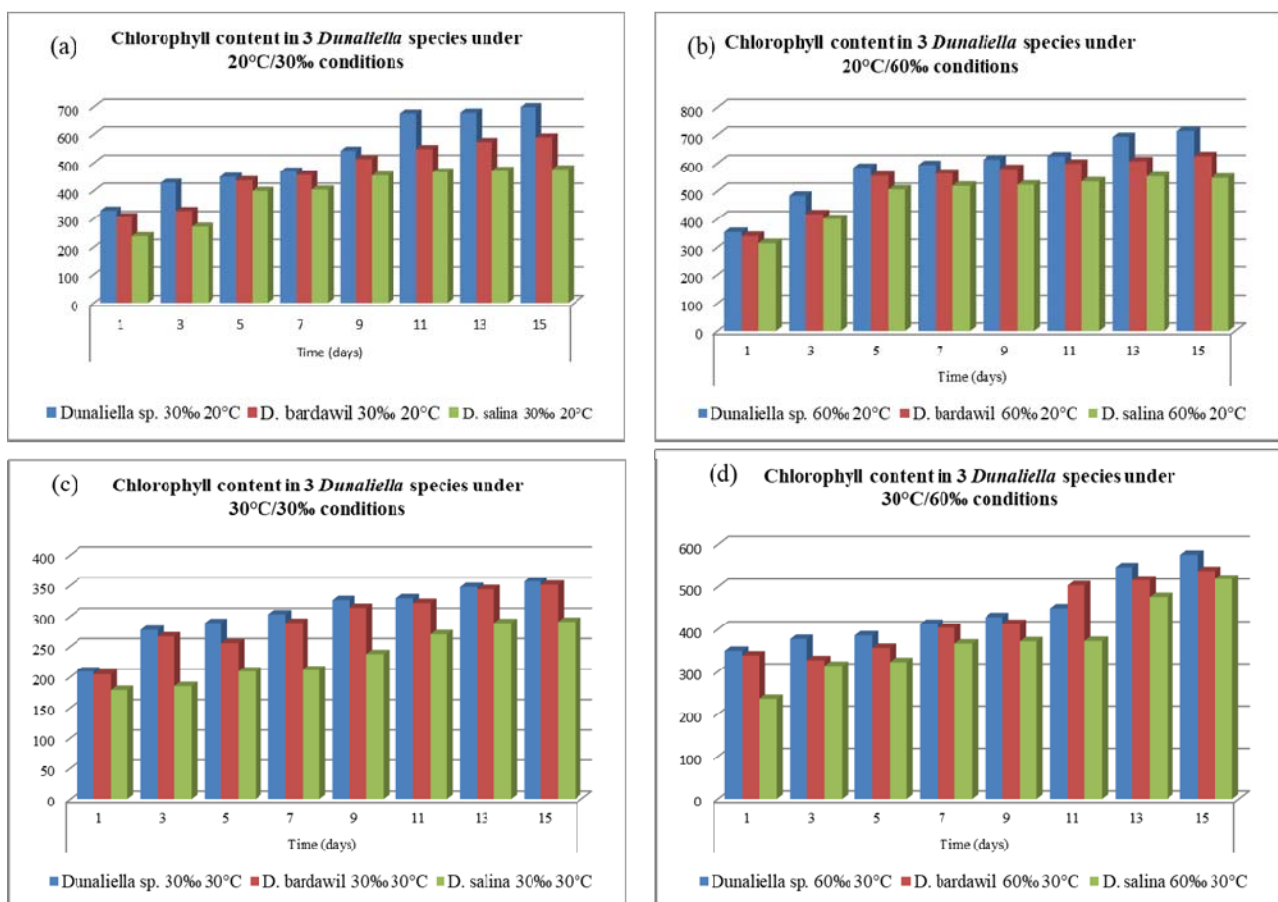 (a) Chlorophyll content in 3 Dunaliella species under
20°C/30‰ conditions
700
600
500
400
300
200
100
0
1 3 5 7 9 11 13 15
Time (days)
Dunaliella sp. 30‰ 20°C D. bardawil 30‰ 20°C D. salina 30‰ 20°C
(b) Chlorophyll content in 3 Dunaliella species under
20°C/60‰ conditions
800
700
600
500
400
300
200
100
0
1 3 5 7 9 11 13 15
Time (days)
Dunaliella sp. 60‰ 20°C D. bardawil 60‰ 20°C D. salina 60‰ 20°C
(c) Chlorophyll content in 3 Dunaliella species under
30°C/30‰ conditions
400
350
300
250
200
150
100
50
0
1 3 5 7 9 11 13 15
Time (days)
Dunaliella sp. 30‰ 30°C D. bardawil 30‰ 30°C D. salina 30‰ 30°C
(d) Chlorophyll content in 3 Dunaliella species under
30°C/60‰ conditions
600
500
400
300
200
100
0
1 3 5 7 9 11 13 15
Time (days)
Dunaliella sp. 60‰ 30°C D. bardawil 60‰ 30°C D. salina 60‰ 30°C